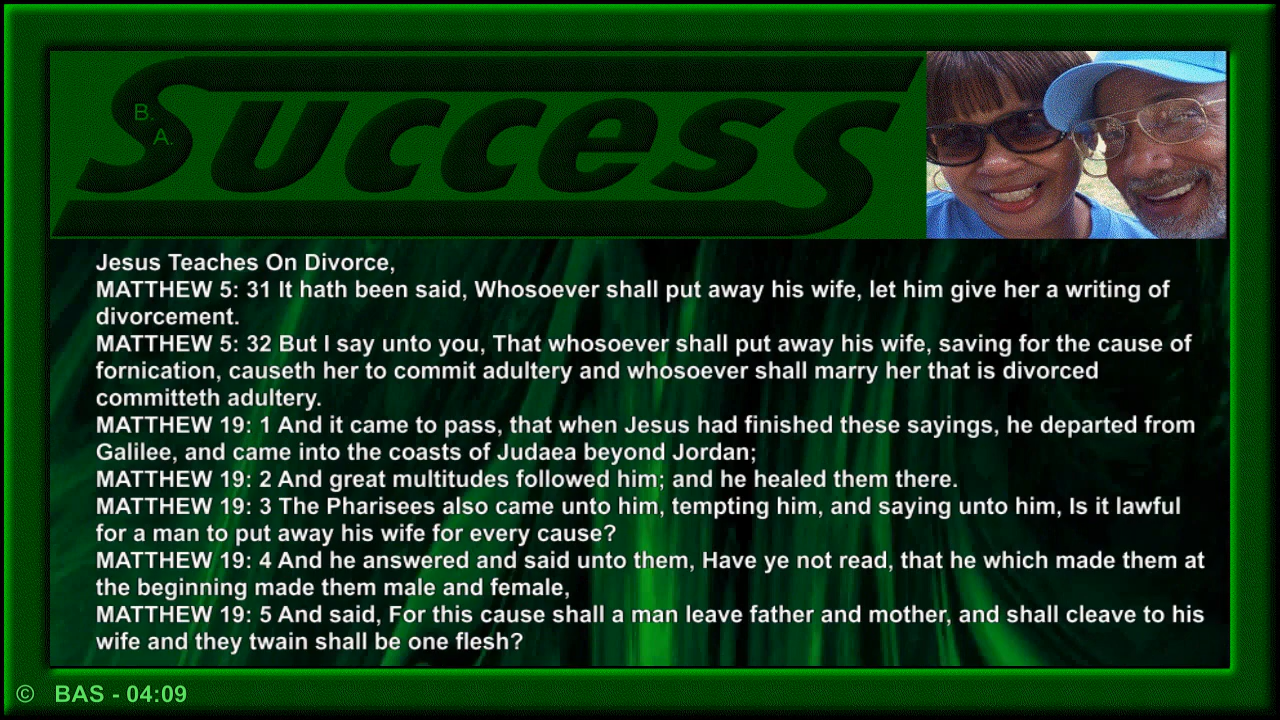 Success
B.
A.
Jesus Teaches On Divorce,
MATTHEW 5: 31 It hath been said, Whosoever shall put away his wife, let him give her a writing of
divorcement.
MATTHEW 5: 32 But I say unto you, That whosoever shall put away his wife, saving for the cause of
fornication, causeth her to commit adultery and whosoever shall marry her that is divorced
committeth adultery.
MATTHEW 19: 1 And it came to pass, that when Jesus had finished these sayings, he departed from
Galilee, and came into the coasts of Judaea beyond Jordan;
MATTHEW 19: 2 And great multitudes followed him; and he healed them there.
MATTHEW 19: 3 The Pharisees also came unto him, tempting him, and saying unto him, Is it lawful
for a man to put away his wife for every cause?
MATTHEW 19: 4 And he answered and said unto them, Have ye not read, that he which made them at
the beginning made them male and female,
MATTHEW 19: 5 And said, For this cause shall a man leave father and mother, and shall cleave to his
wife and they twain shall be one flesh?
© BAS - 04:09